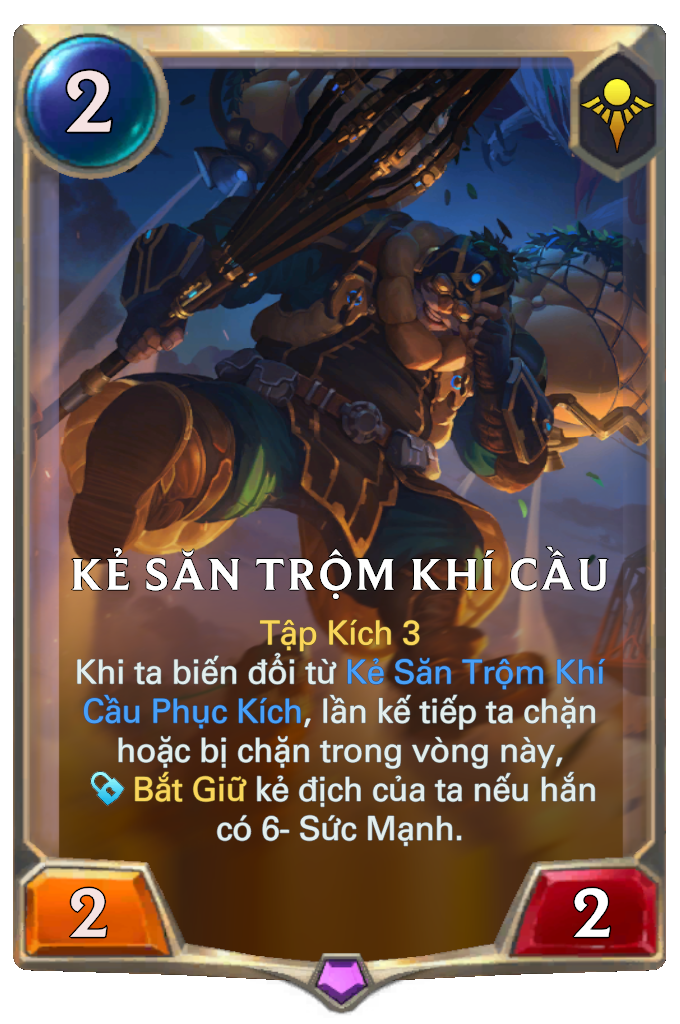 2
KẺ SĂN TRỘM KHÍ CẦU
Tập Kích 3
Khi ta biến đổi từ Kẻ Săn Trộm Khí
Cầu Phục Kích, lần kế tiếp ta chặn
hoặc bị chặn trong vòng này,
Bắt Giữ kẻ địch của ta nếu hắn
có 6- Sức Mạnh.
2
2